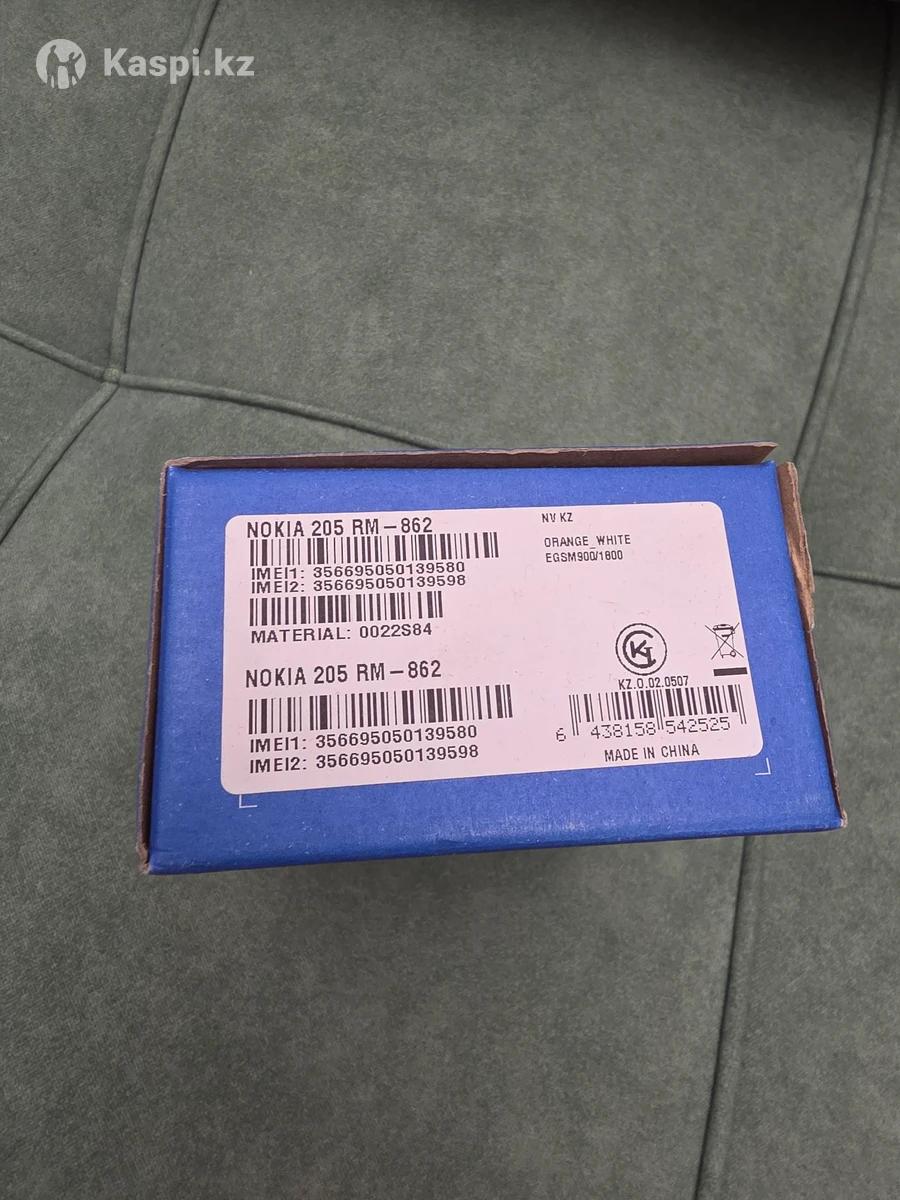 Kaspi.kz
NOKIA 205 RM-862
IMEI1: 356695050139580
IMEI2: 356695050139598
MATERIAL: 0022S84
NV KZ
ORANGE_WHITE
EGSM900/1800
NOKIA 205 RM-862
IMEI1: 356695050139580
IMEI2: 356695050139598
KZ.O.02.0507
6 438158 542525
MADE IN CHINA